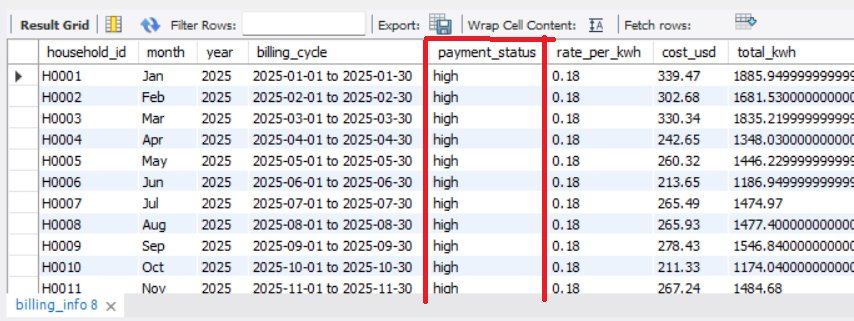 Result Grid Filter Rows: Export: Wrap Cell Content: Fetch rows:
household_id month year billing_cycle payment_status rate_per_kwh cost_usd total_kwh
H0001 Jan 2025 2025-01-01 to 2025-01-30 high 0.18 339.47 1885.949999999999
H0002 Feb 2025 2025-02-01 to 2025-02-30 high 0.18 302.68 1681.530000000000
H0003 Mar 2025 2025-03-01 to 2025-03-30 high 0.18 330.34 1835.219999999999
H0004 Apr 2025 2025-04-01 to 2025-04-30 high 0.18 242.65 1348.030000000000
H0005 May 2025 2025-05-01 to 2025-05-30 high 0.18 260.32 1446.229999999999
H0006 Jun 2025 2025-06-01 to 2025-06-30 high 0.18 213.65 1186.949999999999
H0007 Jul 2025 2025-07-01 to 2025-07-30 high 0.18 265.49 1474.97
H0008 Aug 2025 2025-08-01 to 2025-08-30 high 0.18 265.93 1477.400000000000
H0009 Sep 2025 2025-09-01 to 2025-09-30 high 0.18 278.43 1546.840000000000
H0010 Oct 2025 2025-10-01 to 2025-10-30 high 0.18 211.33 1174.040000000000
H0011 Nov 2025 2025-11-01 to 2025-11-30 high 0.18 267.24 1484.68
billing_info 8